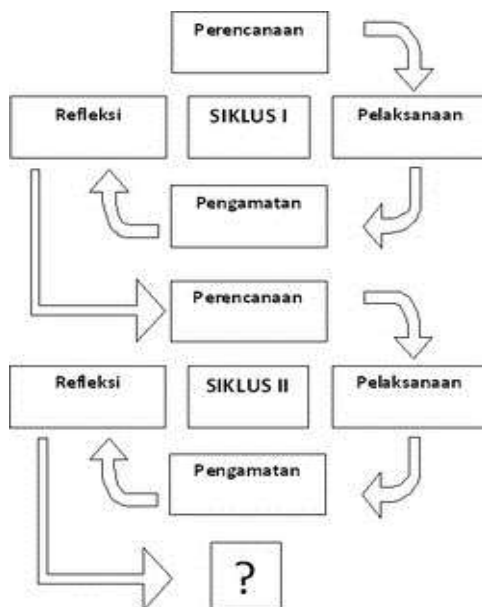 Perencanaan
Refleksi
SIKLUS I
Pelaksanaan
Pengamatan
Perencanaan
Refleksi
SIKLUS II
Pelaksanaan
Pengamatan
?